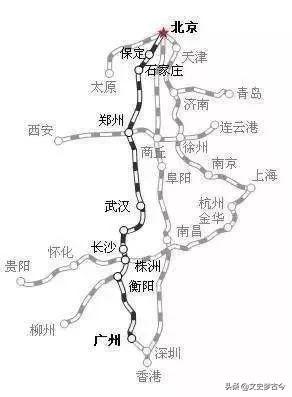 北京
保定
天津
石家庄
太原
济南
青岛
郑州
西安
连云港
商丘
徐州
阜阳
南京
上海
武汉
杭州
金华
长沙
南昌
怀化
株洲
贵阳
衡阳
柳州
广州
深圳
香港
头条 @文史梦古今